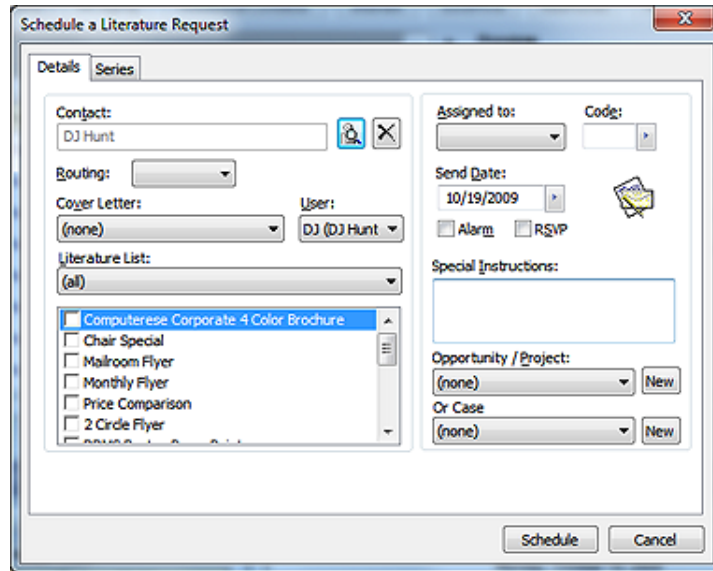 Schedule a Literature Request
Details
Series
Contact:
DJ Hunt
Routing:
Cover Letter:
User:
(none)
DJ (DJ Hunt
Literature List:
(all)
Computerese Corporate 4 Color Brochure
Chair Special
Mailroom Flyer
Monthly Flyer
Price Comparison
2 Circle Flyer
Assigned to:
Code:
Send Date:
10/19/2009
Alarm
RSVP
Special Instructions:
Opportunity / Project:
(none)
New
Or Case
(none)
New
Schedule
Cancel